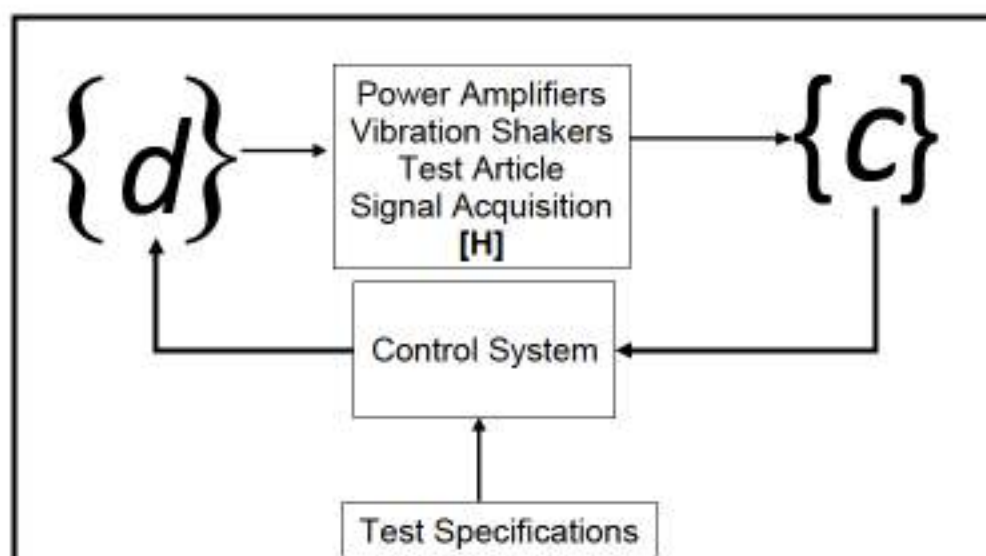 {d}
Power Amplifiers
Vibration Shakers
Test Article
Signal Acquisition
[H]
{c}
Control System
Test Specifications